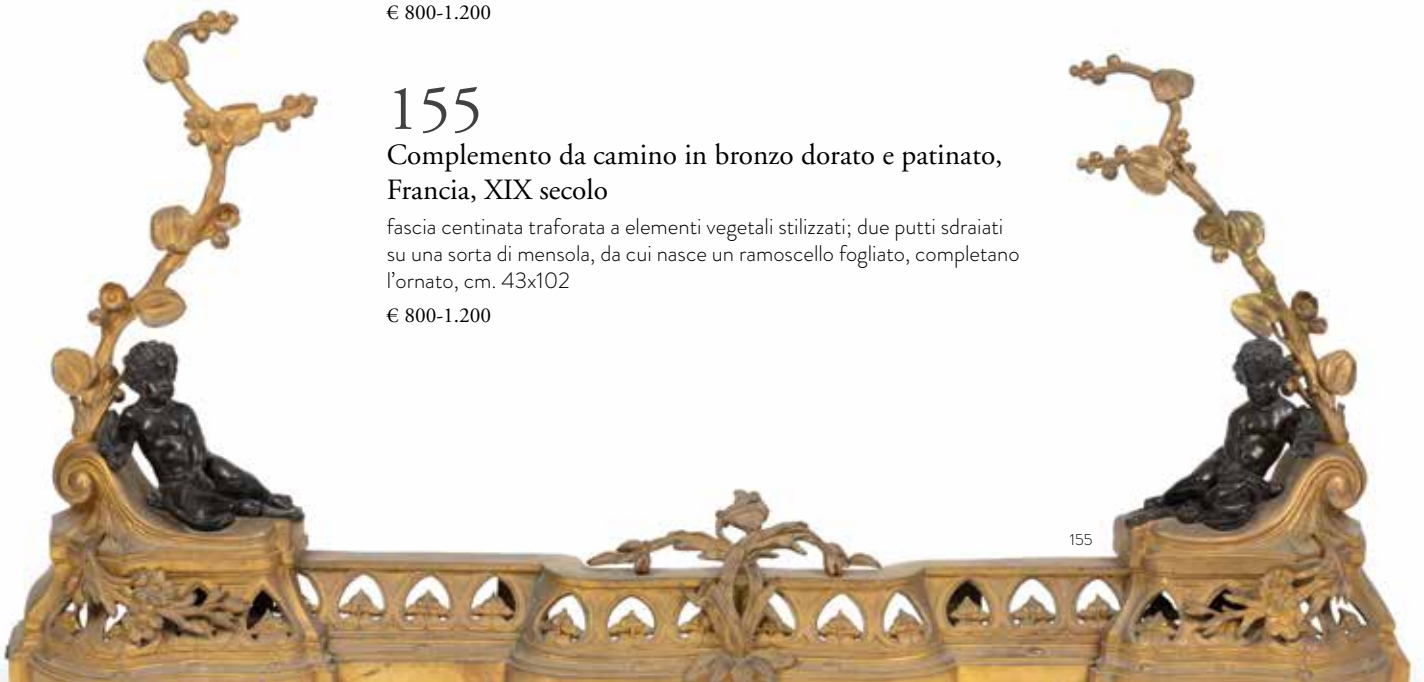 € 800-1.200
155
Complemento da camino in bronzo dorato e patinato,
Francia, XIX secolo
fascia centinata traforata a elementi vegetali stilizzati; due putti sdraiati
su una sorta di mensola, da cui nasce un ramoscello fogliato, completano
l’ornato, cm. 43x102
€ 800-1.200
155